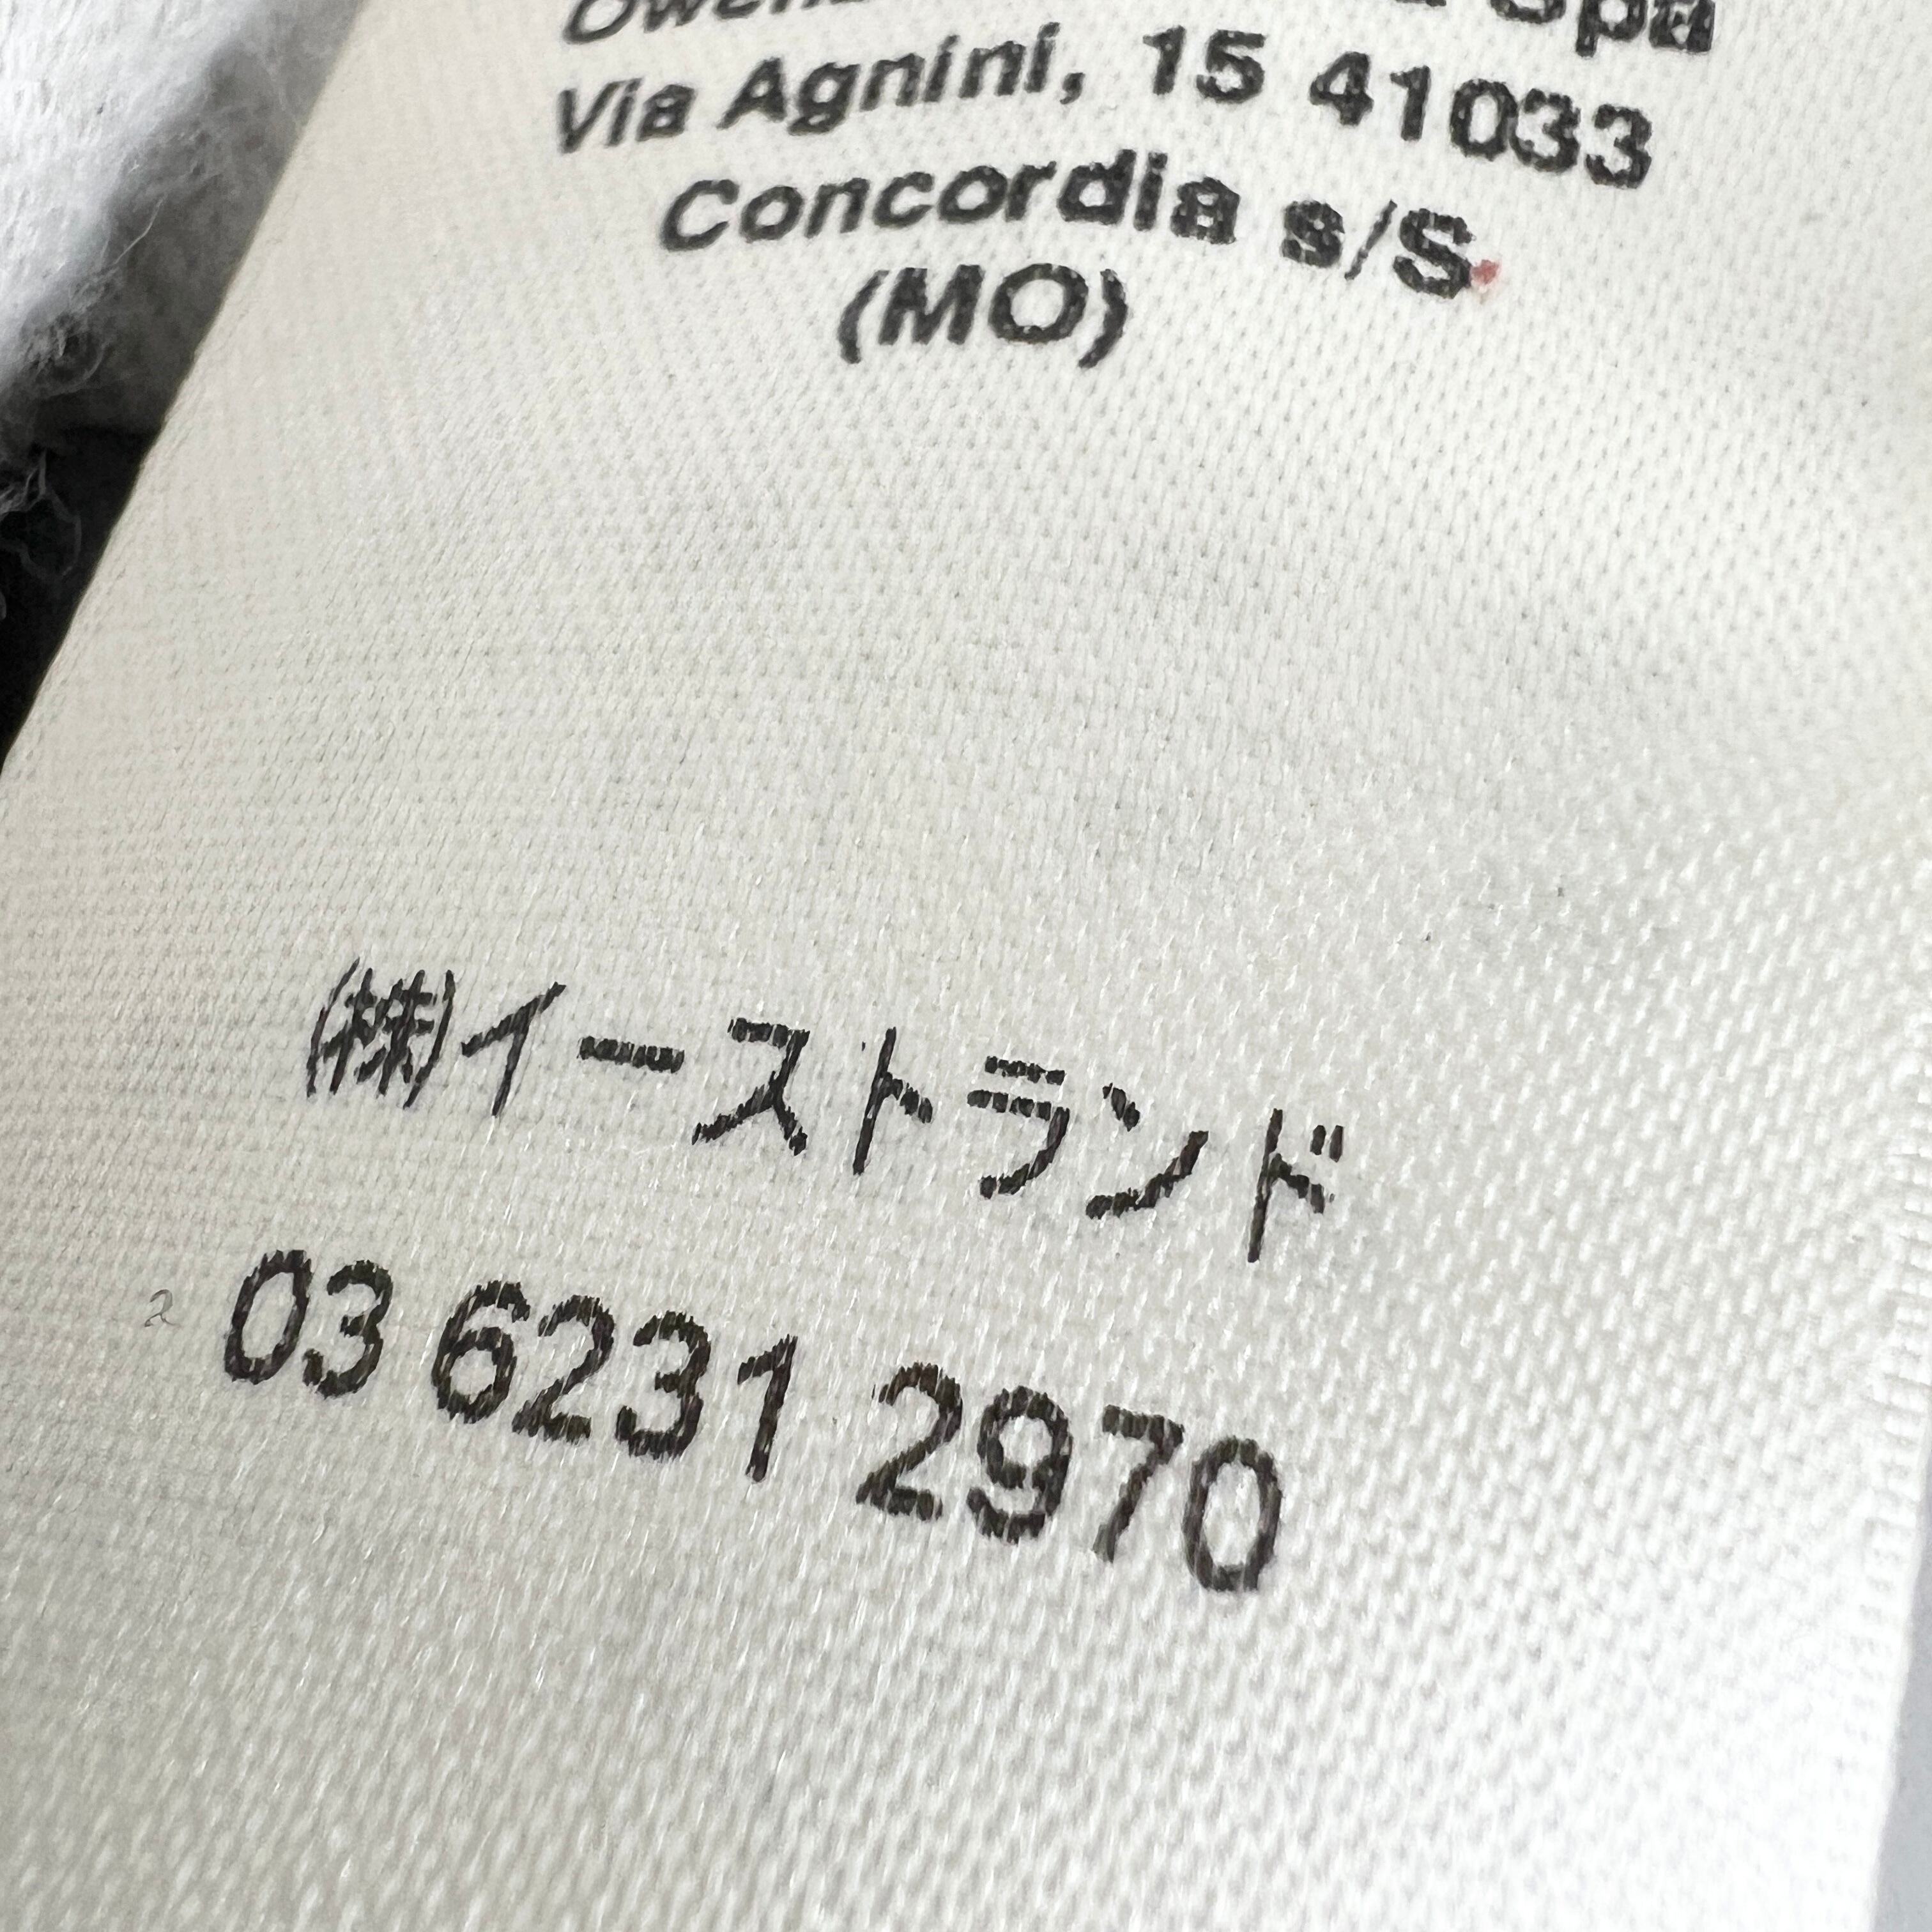 Via Agnini, 15 41033
Concordia s/S
(MO)
㈱イーストランド
03 6231 2970